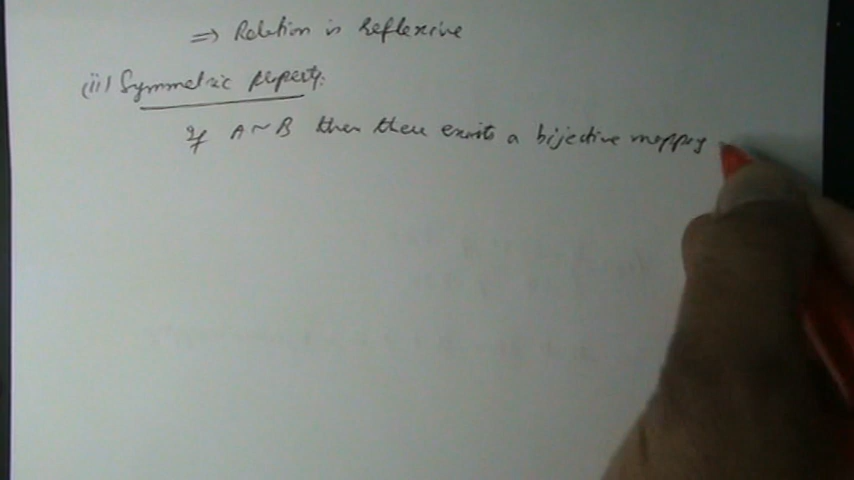 ⇒ Relation is Reflexive
(ii) Symmetric Property:
If A~B then there exists a bijective mapping